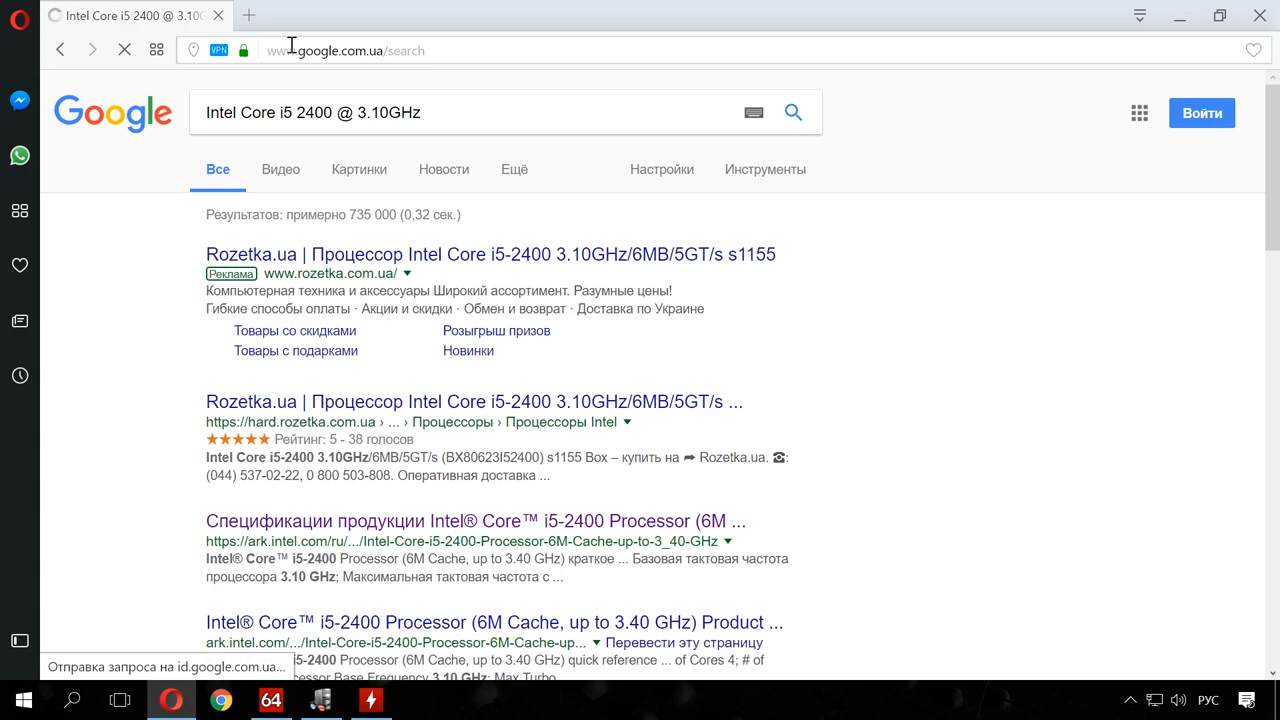 Intel Core i5 2400 @ 3.10G
VPN
www.google.com.ua/search
Google
Intel Core i5 2400 @ 3.10GHz
Войти
Все Видео Картинки Новости Ещё Настройки Инструменты
Результатов: примерно 735 000 (0,32 сек.)
Rozetka.ua | Процессор Intel Core i5-2400 3.10GHz/6MB/5GT/s s1155
Реклама www.rozetka.com.ua/
Компьютерная техника и аксессуары Широкий ассортимент. Разумные цены!
Гибкие способы оплаты · Акции и скидки · Обмен и возврат · Доставка по Украине
Товары со скидками Розыгрыш призов
Товары с подарками Новинки
Rozetka.ua | Процессор Intel Core i5-2400 3.10GHz/6MB/5GT/s ...
https://hard.rozetka.com.ua › ... › Процессоры › Процессоры Intel
★★★★★ Рейтинг: 5 - 38 голосов
Intel Core i5-2400 3.10GHz/6MB/5GT/s (BX80623I52400) s1155 Box – купить на ➦ Rozetka.ua. ☎:
(044) 537-02-22, 0 800 503-808. Оперативная доставка ...
Спецификации продукции Intel® Core™ i5-2400 Processor (6M ...
https://ark.intel.com/ru/.../Intel-Core-i5-2400-Processor-6M-Cache-up-to-3_40-GHz
Intel® Core™ i5-2400 Processor (6M Cache, up to 3.40 GHz) краткое ... Базовая тактовая частота
процессора 3.10 GHz; Максимальная тактовая частота с ...
Intel® Core™ i5-2400 Processor (6M Cache, up to 3.40 GHz) Product ...
ark.intel.com/.../Intel-Core-i5-2400-Processor-6M-Cache-up... Перевести эту страницу
i5-2400 Processor (6M Cache, up to 3.40 GHz) quick reference ... of Cores 4; # of
cessor Base Frequency 3.10 GHz; Max Turbo
Отправка запроса на id.google.com.ua...
64
РУС